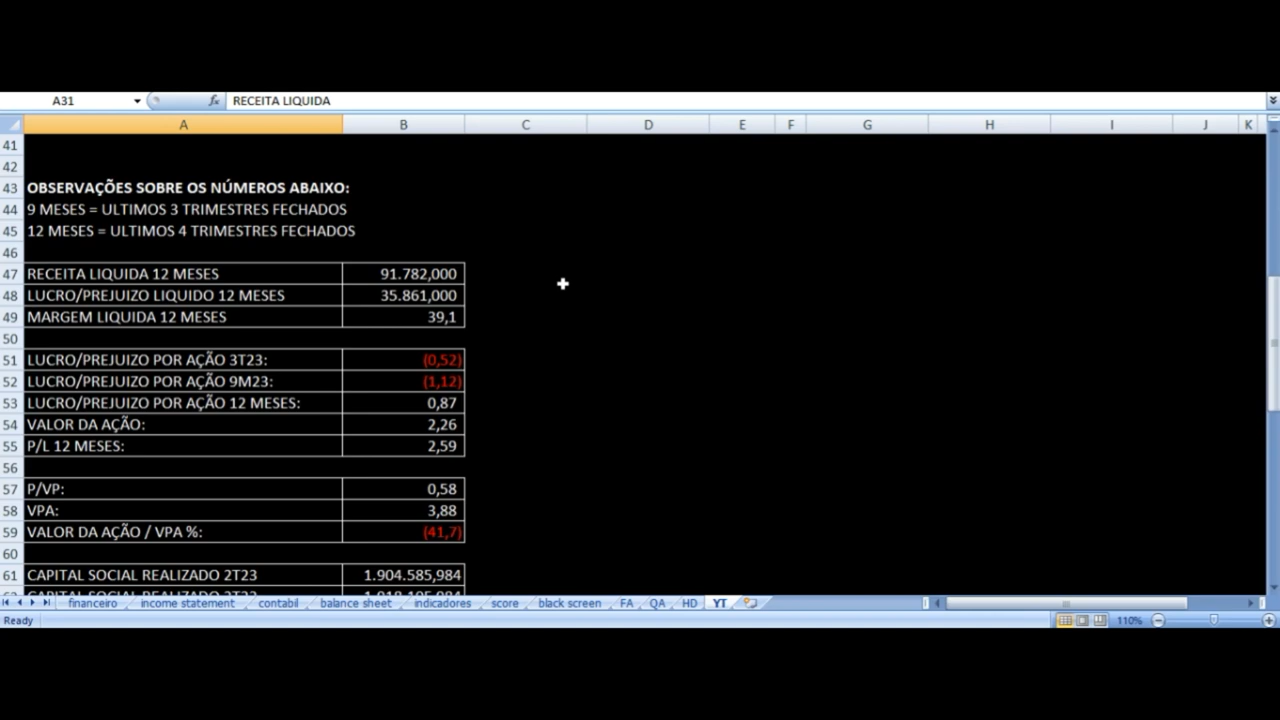 A31 fx RECEITA LIQUIDA
A B C D E F G H I J K
41
42
43 OBSERVAÇÕES SOBRE OS NÚMEROS ABAIXO:
44 9 MESES = ULTIMOS 3 TRIMESTRES FECHADOS
45 12 MESES = ULTIMOS 4 TRIMESTRES FECHADOS
46
47 RECEITA LIQUIDA 12 MESES 91.782,000
48 LUCRO/PREJUIZO LIQUIDO 12 MESES 35.861,000
49 MARGEM LIQUIDA 12 MESES 39,1
50
51 LUCRO/PREJUIZO POR AÇÃO 3T23: (0,52)
52 LUCRO/PREJUIZO POR AÇÃO 9M23: (1,12)
53 LUCRO/PREJUIZO POR AÇÃO 12 MESES: 0,87
54 VALOR DA AÇÃO: 2,26
55 P/L 12 MESES: 2,59
56
57 P/VP: 0,58
58 VPA: 3,88
59 VALOR DA AÇÃO / VPA %: (41,7)
60
61 CAPITAL SOCIAL REALIZADO 2T23 1.904.585,984
financeiro income statement contabil balance sheet indicadores score black screen FA QA HD YT
Ready 110%